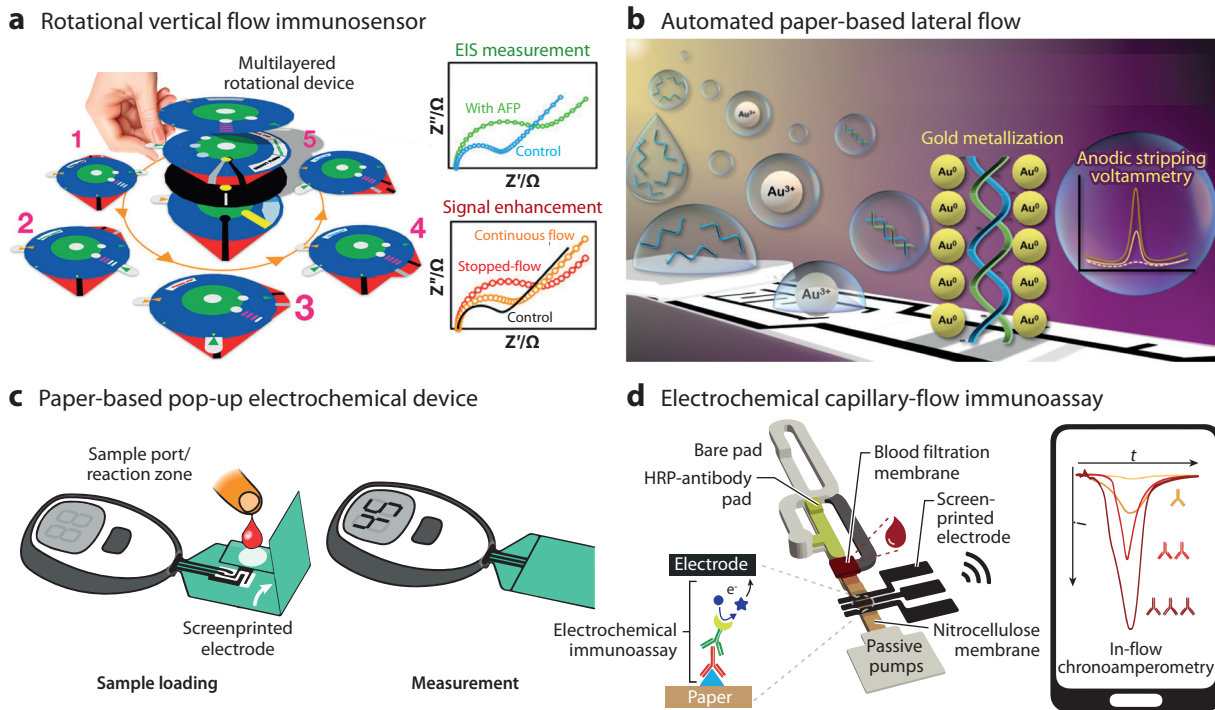 a Rotational vertical flow immunosensor
Multilayered
rotational device
1
2
3
4
5
EIS measurement
Z''/Ω
With AFP
Control
Z'/Ω
Signal enhancement
Z''/Ω
Continuous flow
Stopped-flow
Control
Z'/Ω
b Automated paper-based lateral flow
Au3+
Au3+
Au3+
Gold metallization
Au0
Au0
Au0
Au0
Au0
Au0
Au0
Au0
Au0
Au0
Anodic stripping
voltammetry
c Paper-based pop-up electrochemical device
Sample port/
reaction zone
88
Screenprinted
electrode
Sample loading
45
Measurement
d Electrochemical capillary-flow immunoassay
Bare pad
HRP-antibody
pad
Blood filtration
membrane
Screen-
printed
electrode
Electrode
e-
Electrochemical
immunoassay
Paper
Nitrocellulose
membrane
Passive
pumps
t
i
In-flow
chronoamperometry